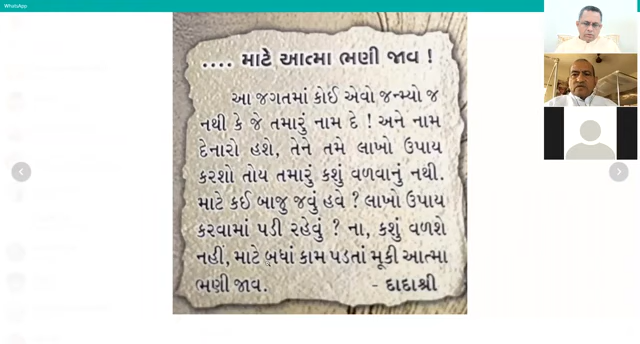 WhatsApp
.... માટે આત્મા ભણી જાવ !
આ જગતમાં કોઈ એવો જન્મ્યો જ
નથી કે જે તમારું નામ દે ! અને નામ
દેનારો હશે, તેને તમે લાખો ઉપાય
કરશો તોય તમારું કશું વળવાનું નથી.
માટે કઈ બાજુ જવું હવે ? લાખો ઉપાય
કરવામાં પડી રહેવું ? ના, કશું વળશે
નહીં, માટે બધાં કામ પડતાં મૂકી આત્મા
ભણી જાવ. - દાદાશ્રી